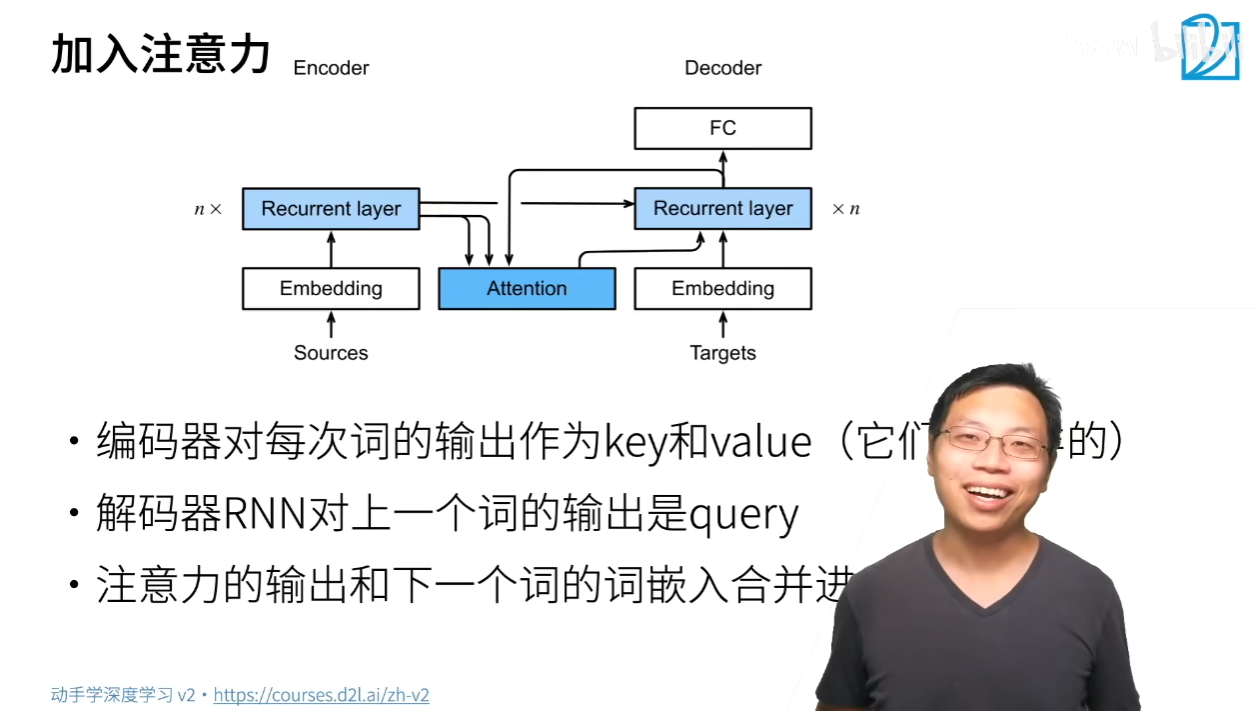 加入注意力
Encoder
Decoder
FC
n × Recurrent layer
Recurrent layer × n
Embedding
Attention
Embedding
Sources
Targets
• 编码器对每次词的输出作为key和value（它们 的）
• 解码器RNN对上一个词的输出是query
• 注意力的输出和下一个词的词嵌入合并进
动手学深度学习 v2 • https://courses.d2l.ai/zh-v2